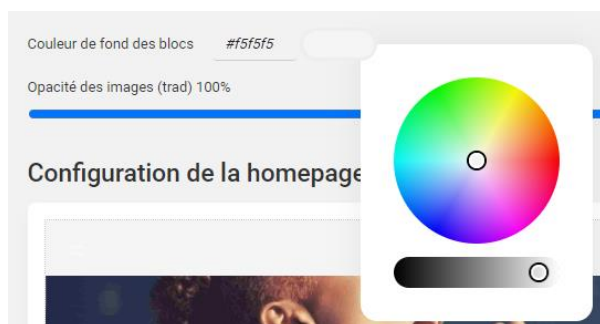 Couleur de fond des blocs #f5f5f5
Opacité des images (trad) 100%
Configuration de la homepage